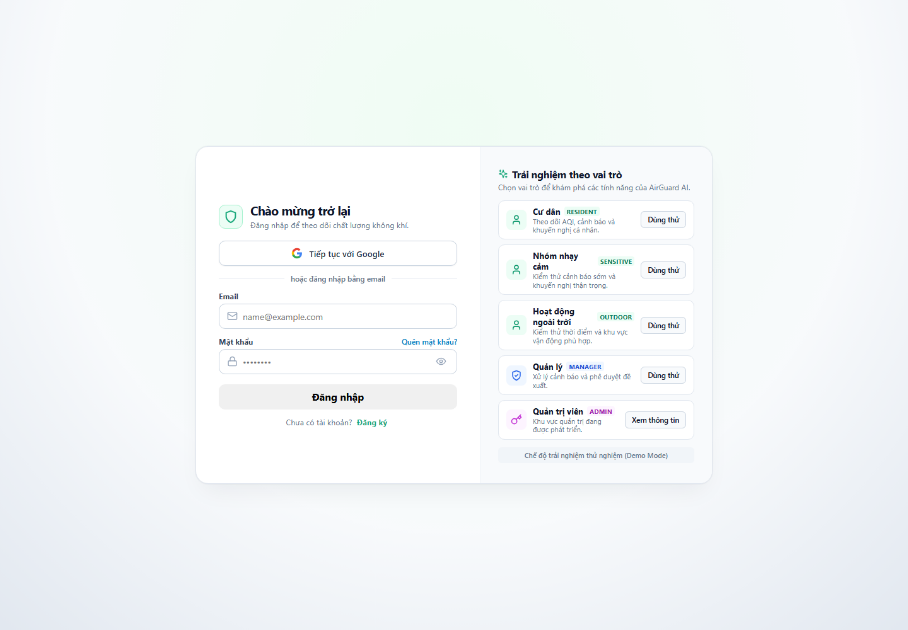 Chào mừng trở lại
Đăng nhập để theo dõi chất lượng không khí.
Tiếp tục với Google
hoặc đăng nhập bằng email
Email
name@example.com
Mật khẩu
Quên mật khẩu?
••••••••
Đăng nhập
Chưa có tài khoản? Đăng ký
Trải nghiệm theo vai trò
Chọn vai trò để khám phá các tính năng của AirGuard AI.
Cư dân RESIDENT
Theo dõi AQI, cảnh báo và
khuyến nghị cá nhân.
Dùng thử
Nhóm nhạy
cảm
SENSITIVE
Kiểm thử cảnh báo sớm và
khuyến nghị thận trọng.
Dùng thử
Hoạt động
ngoài trời
OUTDOOR
Kiểm thử thời điểm và khu vực
vận động phù hợp.
Dùng thử
Quản lý MANAGER
Xử lý cảnh báo và phê duyệt đề
xuất.
Dùng thử
Quản trị viên ADMIN
Khu vực quản trị đang
được phát triển.
Xem thông tin
Chế độ trải nghiệm thử nghiệm (Demo Mode)